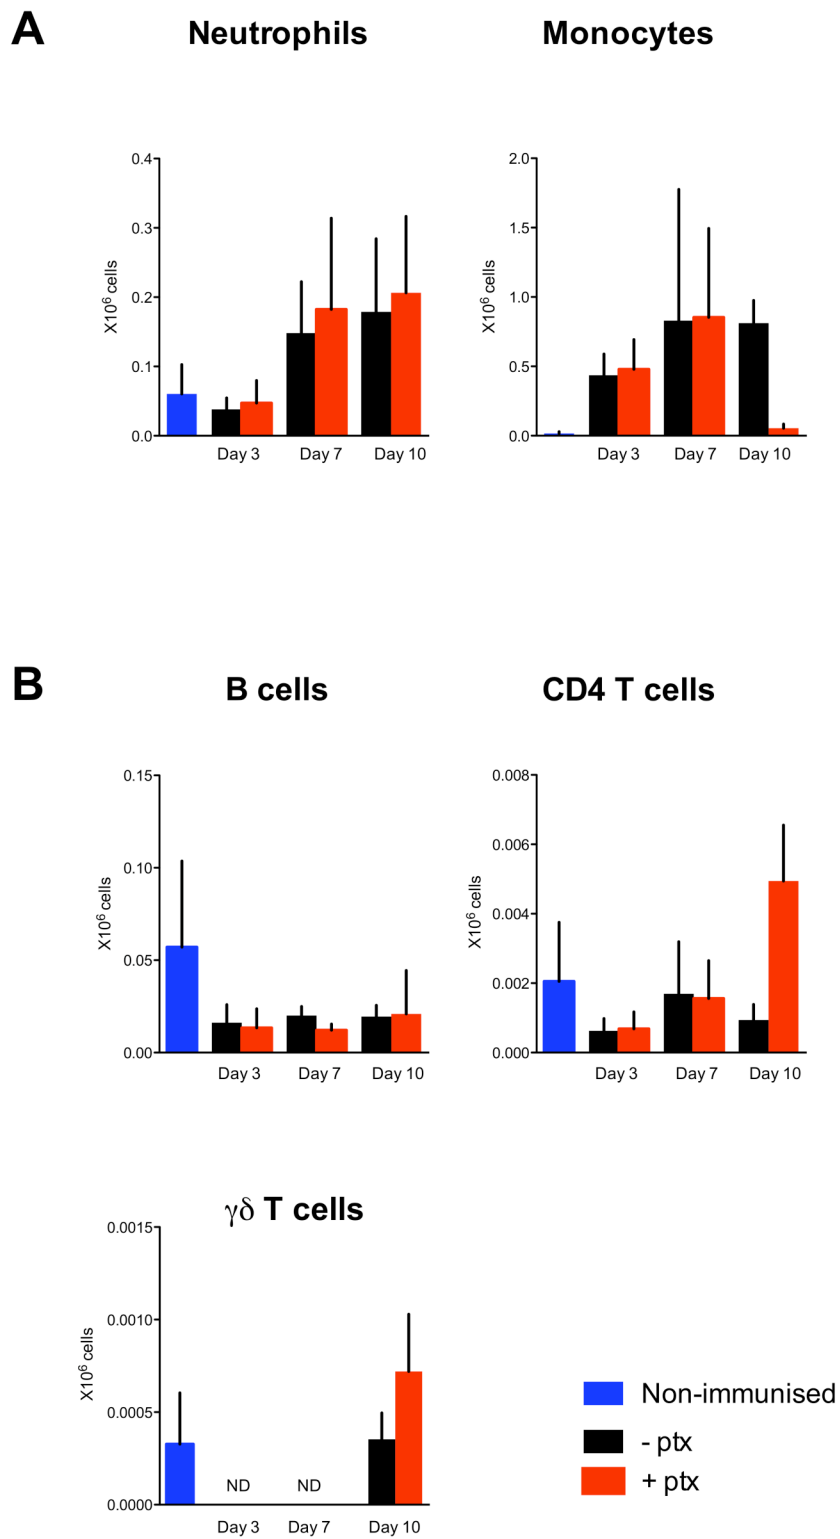 A
Neutrophils
Monocytes
X10⁶ cells
0.4
0.3
0.2
0.1
0.0
Day 3
Day 7
Day 10
X10⁶ cells
2.0
1.5
1.0
0.5
0.0
Day 3
Day 7
Day 10
B
B cells
CD4 T cells
X10⁶ cells
0.15
0.10
0.05
0.00
Day 3
Day 7
Day 10
X10⁶ cells
0.008
0.006
0.004
0.002
0.000
Day 3
Day 7
Day 10
γδ T cells
X10⁶ cells
0.0015
0.0010
0.0005
0.0000
ND
ND
Day 3
Day 7
Day 10
Non-immunised
- ptx
+ ptx